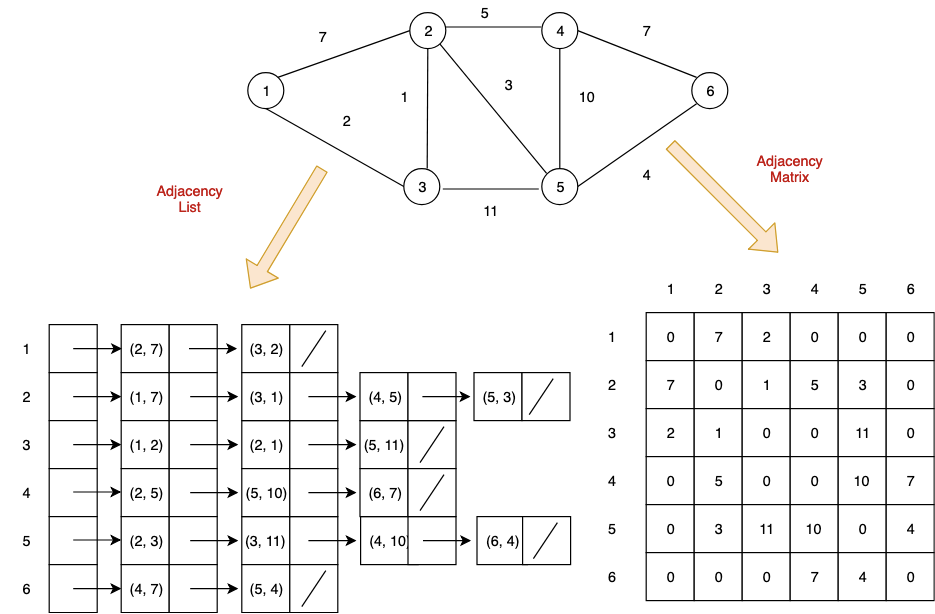 5
2
4
7
7
1
3
1
10
6
2
3
5
4
11
Adjacency
List
Adjacency
Matrix
1 2 3 4 5 6
1 (2, 7) (3, 2)
2 (1, 7) (3, 1) (4, 5) (5, 3)
3 (1, 2) (2, 1) (5, 11)
4 (2, 5) (5, 10) (6, 7)
5 (2, 3) (3, 11) (4, 10) (6, 4)
6 (4, 7) (5, 4)
1 0 7 2 0 0 0
2 7 0 1 5 3 0
3 2 1 0 0 11 0
4 0 5 0 0 10 7
5 0 3 11 10 0 4
6 0 0 0 7 4 0